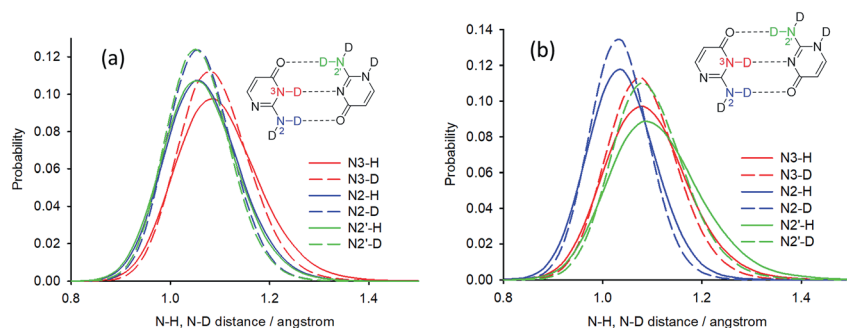 (a)
Probability
0.12
0.10
0.08
0.06
0.04
0.02
0.00
0.8
1.0
1.2
1.4
N-H, N-D distance / angstrom
O
D
D
D-N
2'
N
3
N-D
N
N
O
N
2
N-D
D
N3-H
N3-D
N2-H
N2-D
N2'-H
N2'-D
(b)
Probability
0.14
0.12
0.10
0.08
0.06
0.04
0.02
0.00
0.8
1.0
1.2
1.4
N-H, N-D distance / angstrom
O
D
D
D-N
2'
N
3
N-D
N
N
O
N
2
N-D
D
N3-H
N3-D
N2-H
N2-D
N2'-H
N2'-D